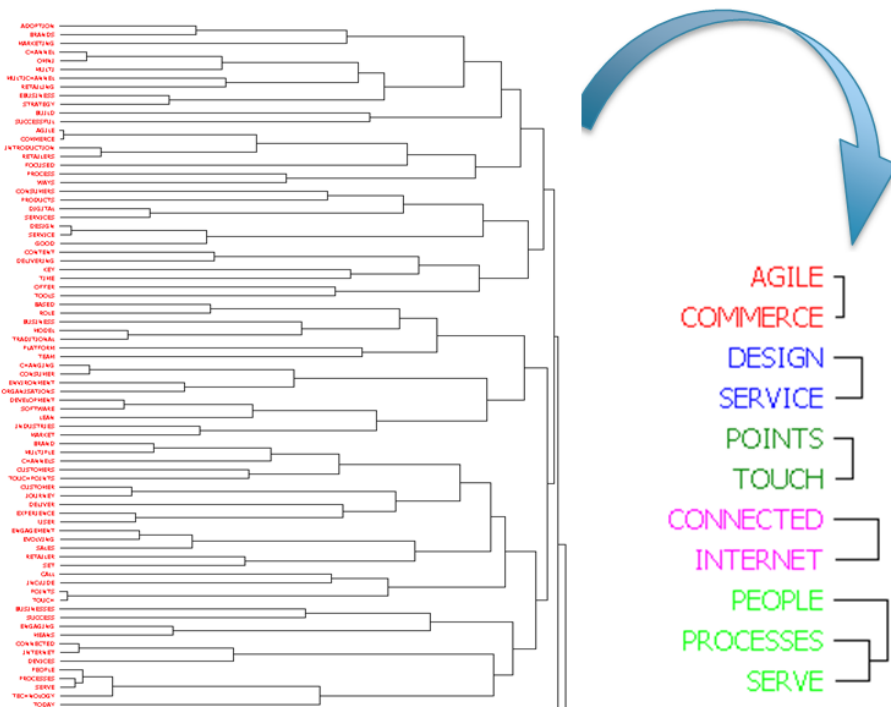 ADOPTION
BRANDS
MARKETING
CHANNEL
OMNI
MULTI
MULTICHANNEL
RETAILING
EBUSINESS
STRATEGY
BUILD
SUCCESSFUL
AGILE
COMMERCE
INTRODUCTION
RETAILERS
FOCUSED
PROCESS
WAYS
CONSUMERS
PRODUCTS
DIGITAL
SERVICES
DESIGN
SERVICE
GOOD
CONTENT
DELIVERING
KEY
TIME
OFFER
TOOLS
BASED
ROLE
BUSINESS
MODEL
TRADITIONAL
PLATFORM
TEAM
CHANGING
CONSUMER
ENVIRONMENT
ORGANISATIONS
DEVELOPMENT
SOFTWARE
LEAN
INDUSTRIES
MARKET
BRAND
MULTIPLE
CHANNELS
CUSTOMERS
TOUCHPOINTS
CUSTOMER
JOURNEY
DELIVER
EXPERIENCE
USER
ENGAGEMENT
EVOLVING
SALES
RETAILER
SET
CALL
INCLUDE
POINTS
TOUCH
BUSINESSES
SUCCESS
ENGAGING
MEANS
CONNECTED
INTERNET
DEVICES
PEOPLE
PROCESSES
SERVE
TECHNOLOGY
TODAY
AGILE
COMMERCE
DESIGN
SERVICE
POINTS
TOUCH
CONNECTED
INTERNET
PEOPLE
PROCESSES
SERVE